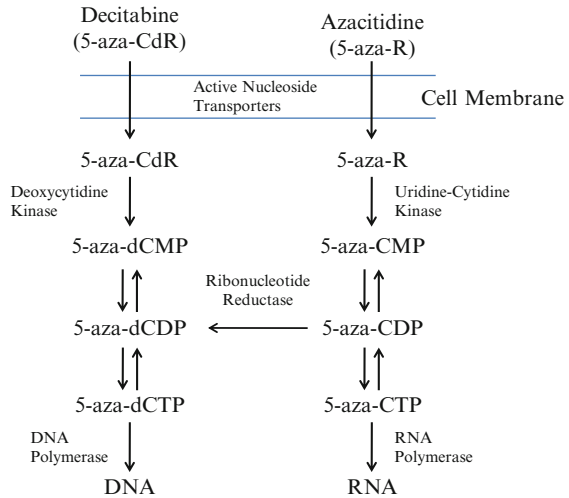 Decitabine
(5-aza-CdR)
Azacitidine
(5-aza-R)
Active Nucleoside
Transporters
Cell Membrane
5-aza-CdR
5-aza-R
Deoxycytidine
Kinase
Uridine-Cytidine
Kinase
5-aza-dCMP
5-aza-CMP
Ribonucleotide
Reductase
5-aza-dCDP
5-aza-CDP
5-aza-dCTP
5-aza-CTP
DNA
Polymerase
RNA
Polymerase
DNA
RNA